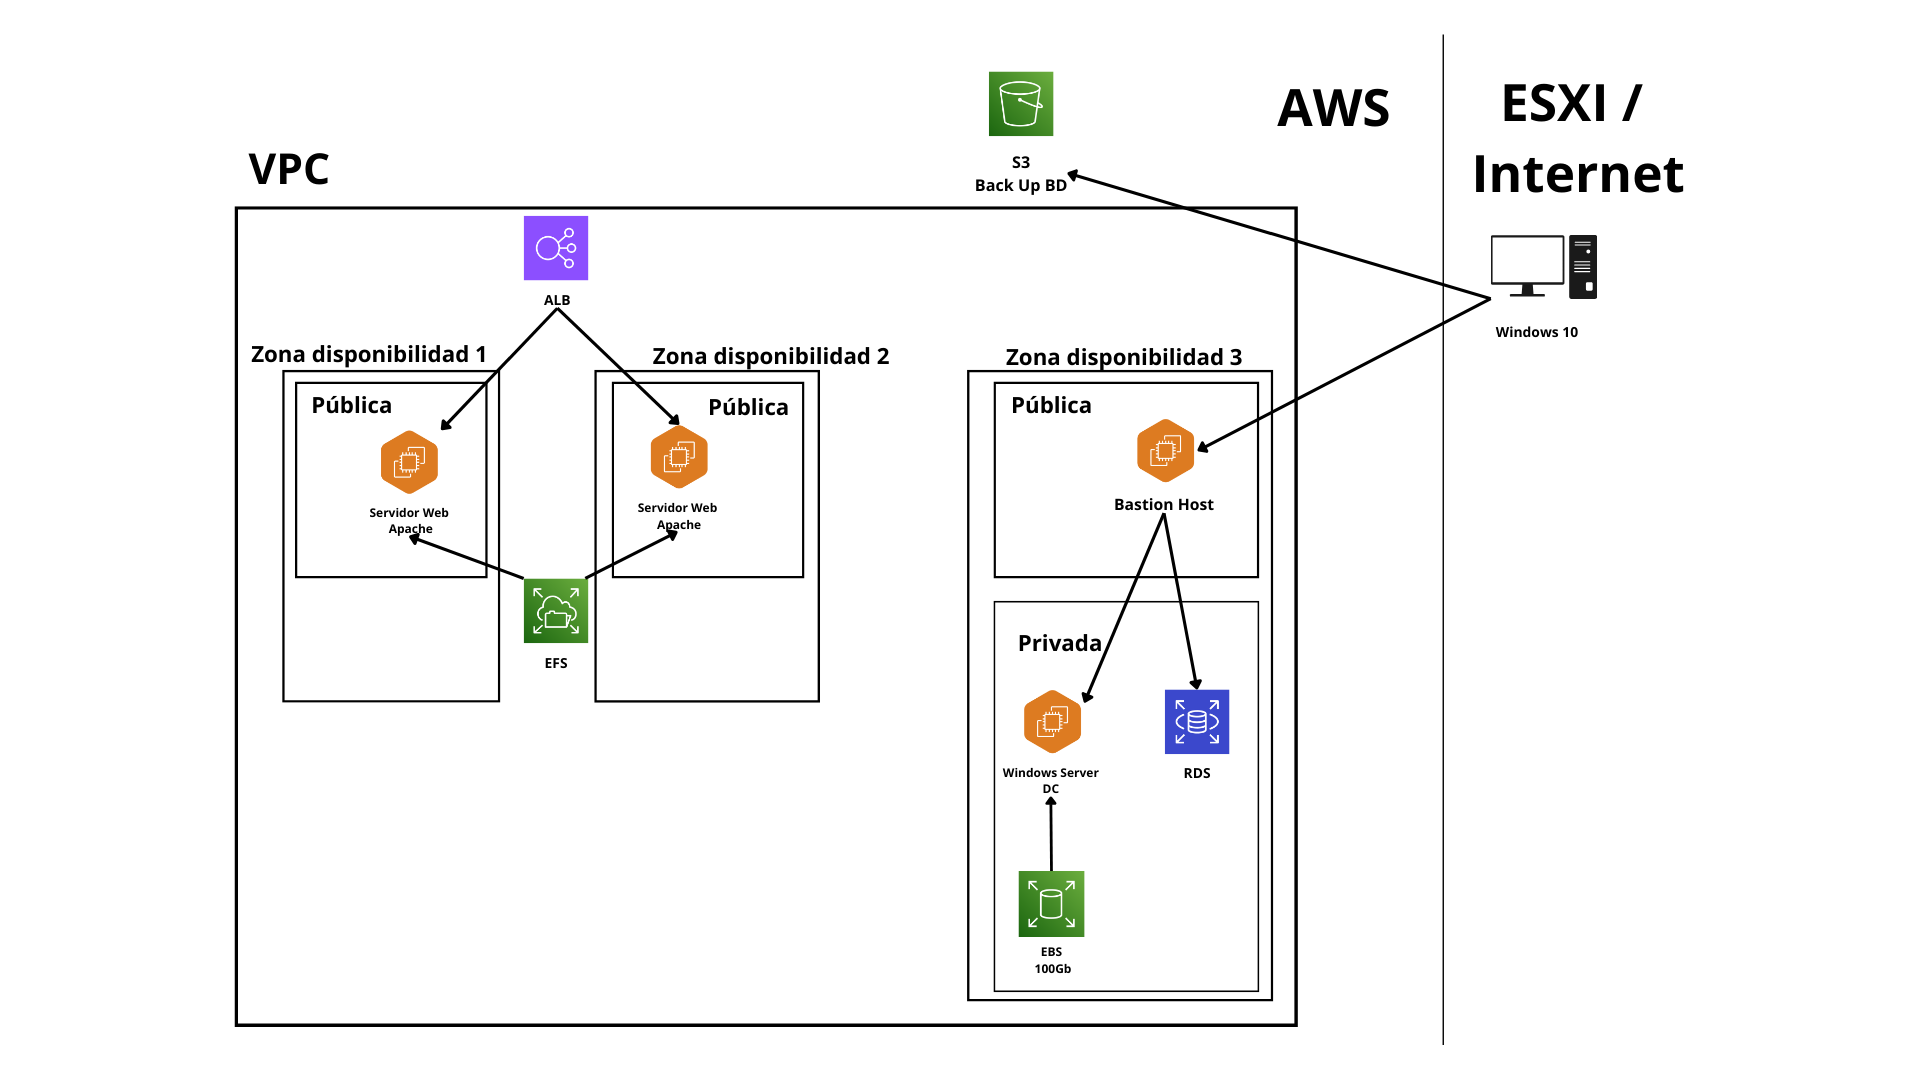 AWS
ESXI /
Internet
S3
Back Up BD
VPC
ALB
Windows 10
Zona disponibilidad 1
Zona disponibilidad 2
Zona disponibilidad 3
Pública
Pública
Pública
Servidor Web
Apache
Servidor Web
Apache
Bastion Host
EFS
Privada
Windows Server
DC
RDS
EBS
100Gb